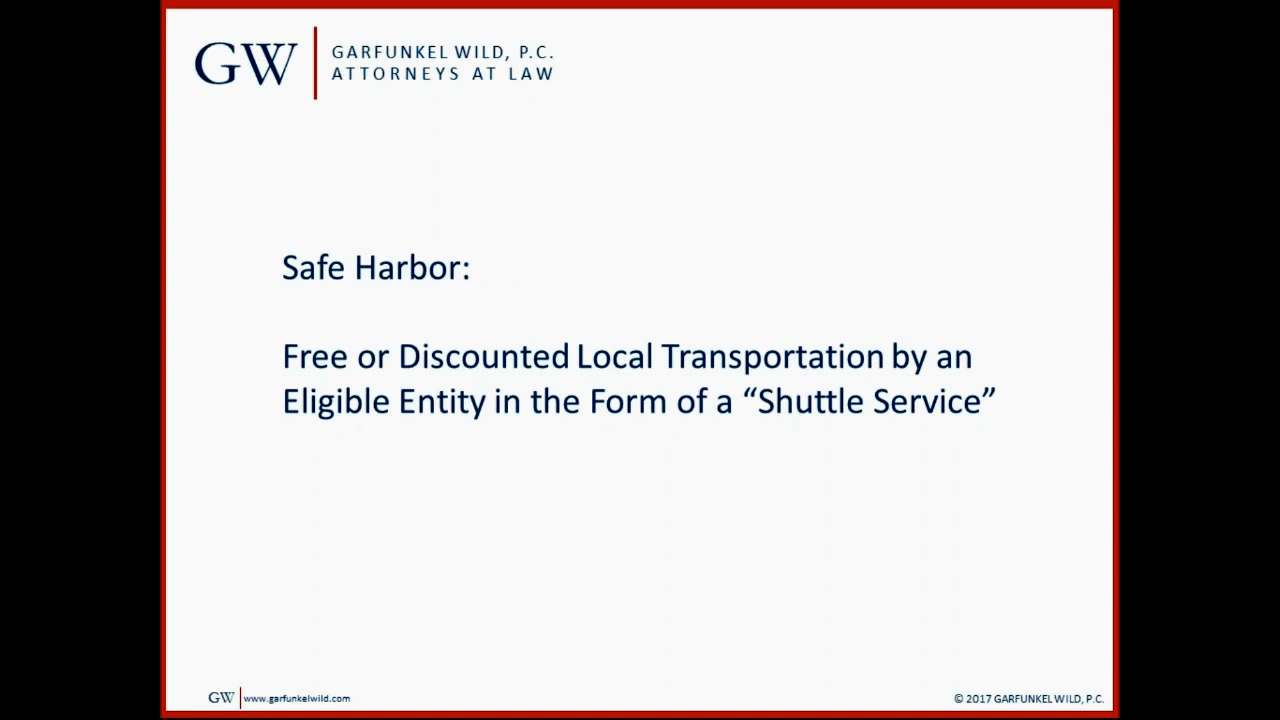 GW
GARFUNKEL WILD, P.C.
ATTORNEYS AT LAW
Safe Harbor:
Free or Discounted Local Transportation by an
Eligible Entity in the Form of a “Shuttle Service”
GW www.garfunkelwild.com
© 2017 GARFUNKEL WILD, P.C.